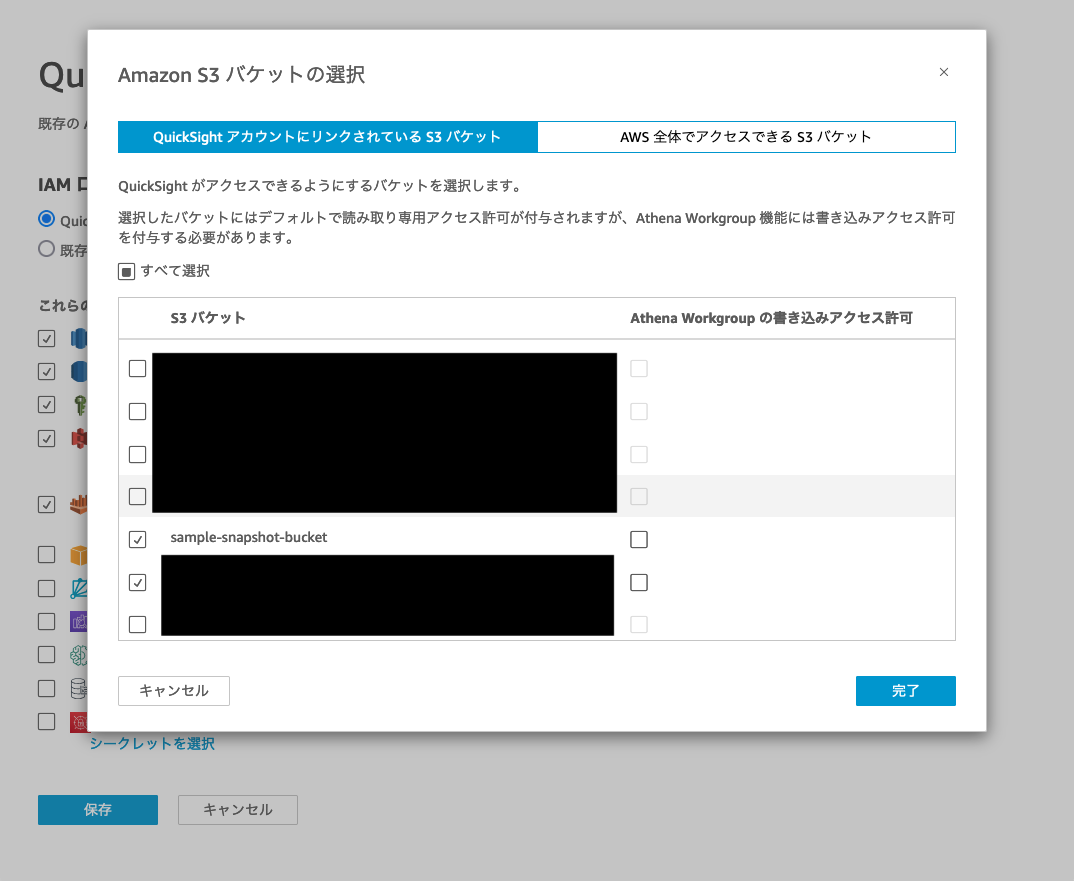 Amazon S3 バケットの選択
×
Qu
QuickSight アカウントにリンクされている S3 バケット
AWS 全体でアクセスできる S3 バケット
既存の A
QuickSight がアクセスできるようにするバケットを選択します。
IAM ロ
選択したバケットにはデフォルトで読み取り専用アクセス許可が付与されますが、Athena Workgroup 機能には書き込みアクセス許可
を付与する必要があります。
Quic
既存
すべて選択
これらの
S3 バケット
Athena Workgroup の書き込みアクセス許可
sample-snapshot-bucket
キャンセル
完了
シークレットを選択
保存
キャンセル